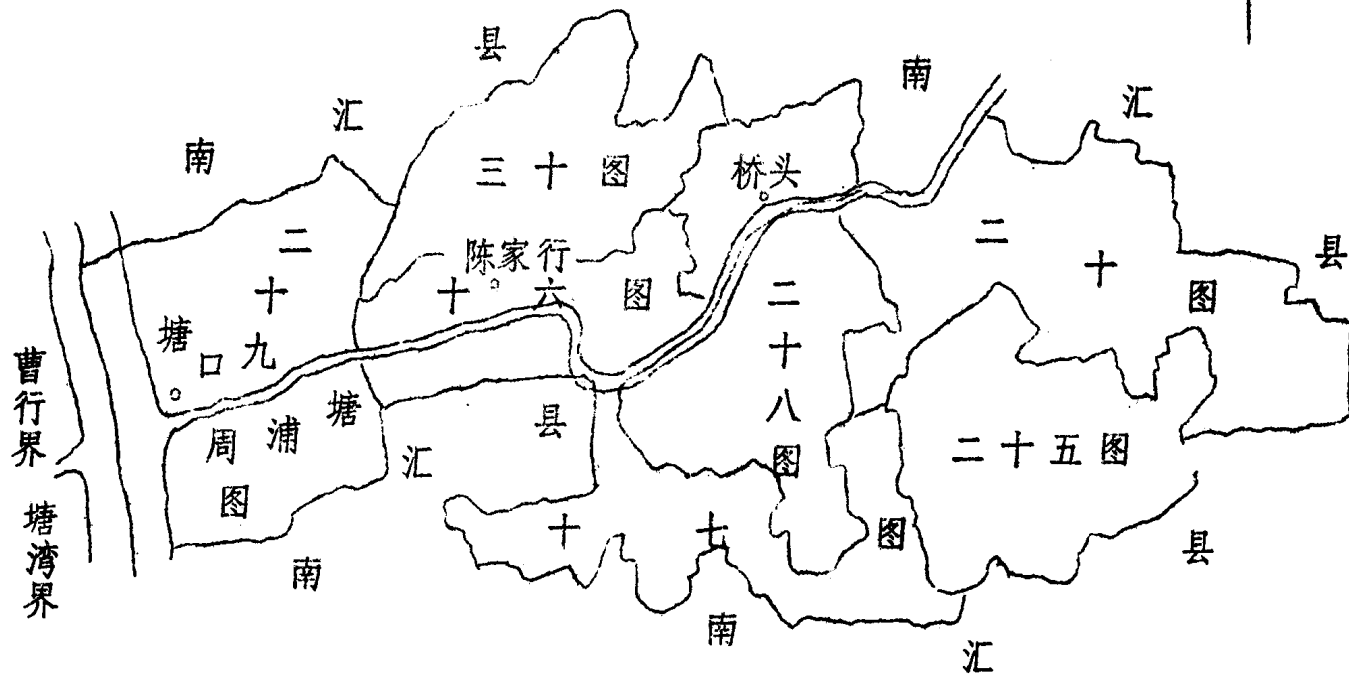 南汇县
南汇县
三十图
桥头
陈家行
十六图
二十九图
塘口
周浦塘
二十图
二十八图
二十五图
十七图
曹行界
塘湾界
南汇县
南汇县